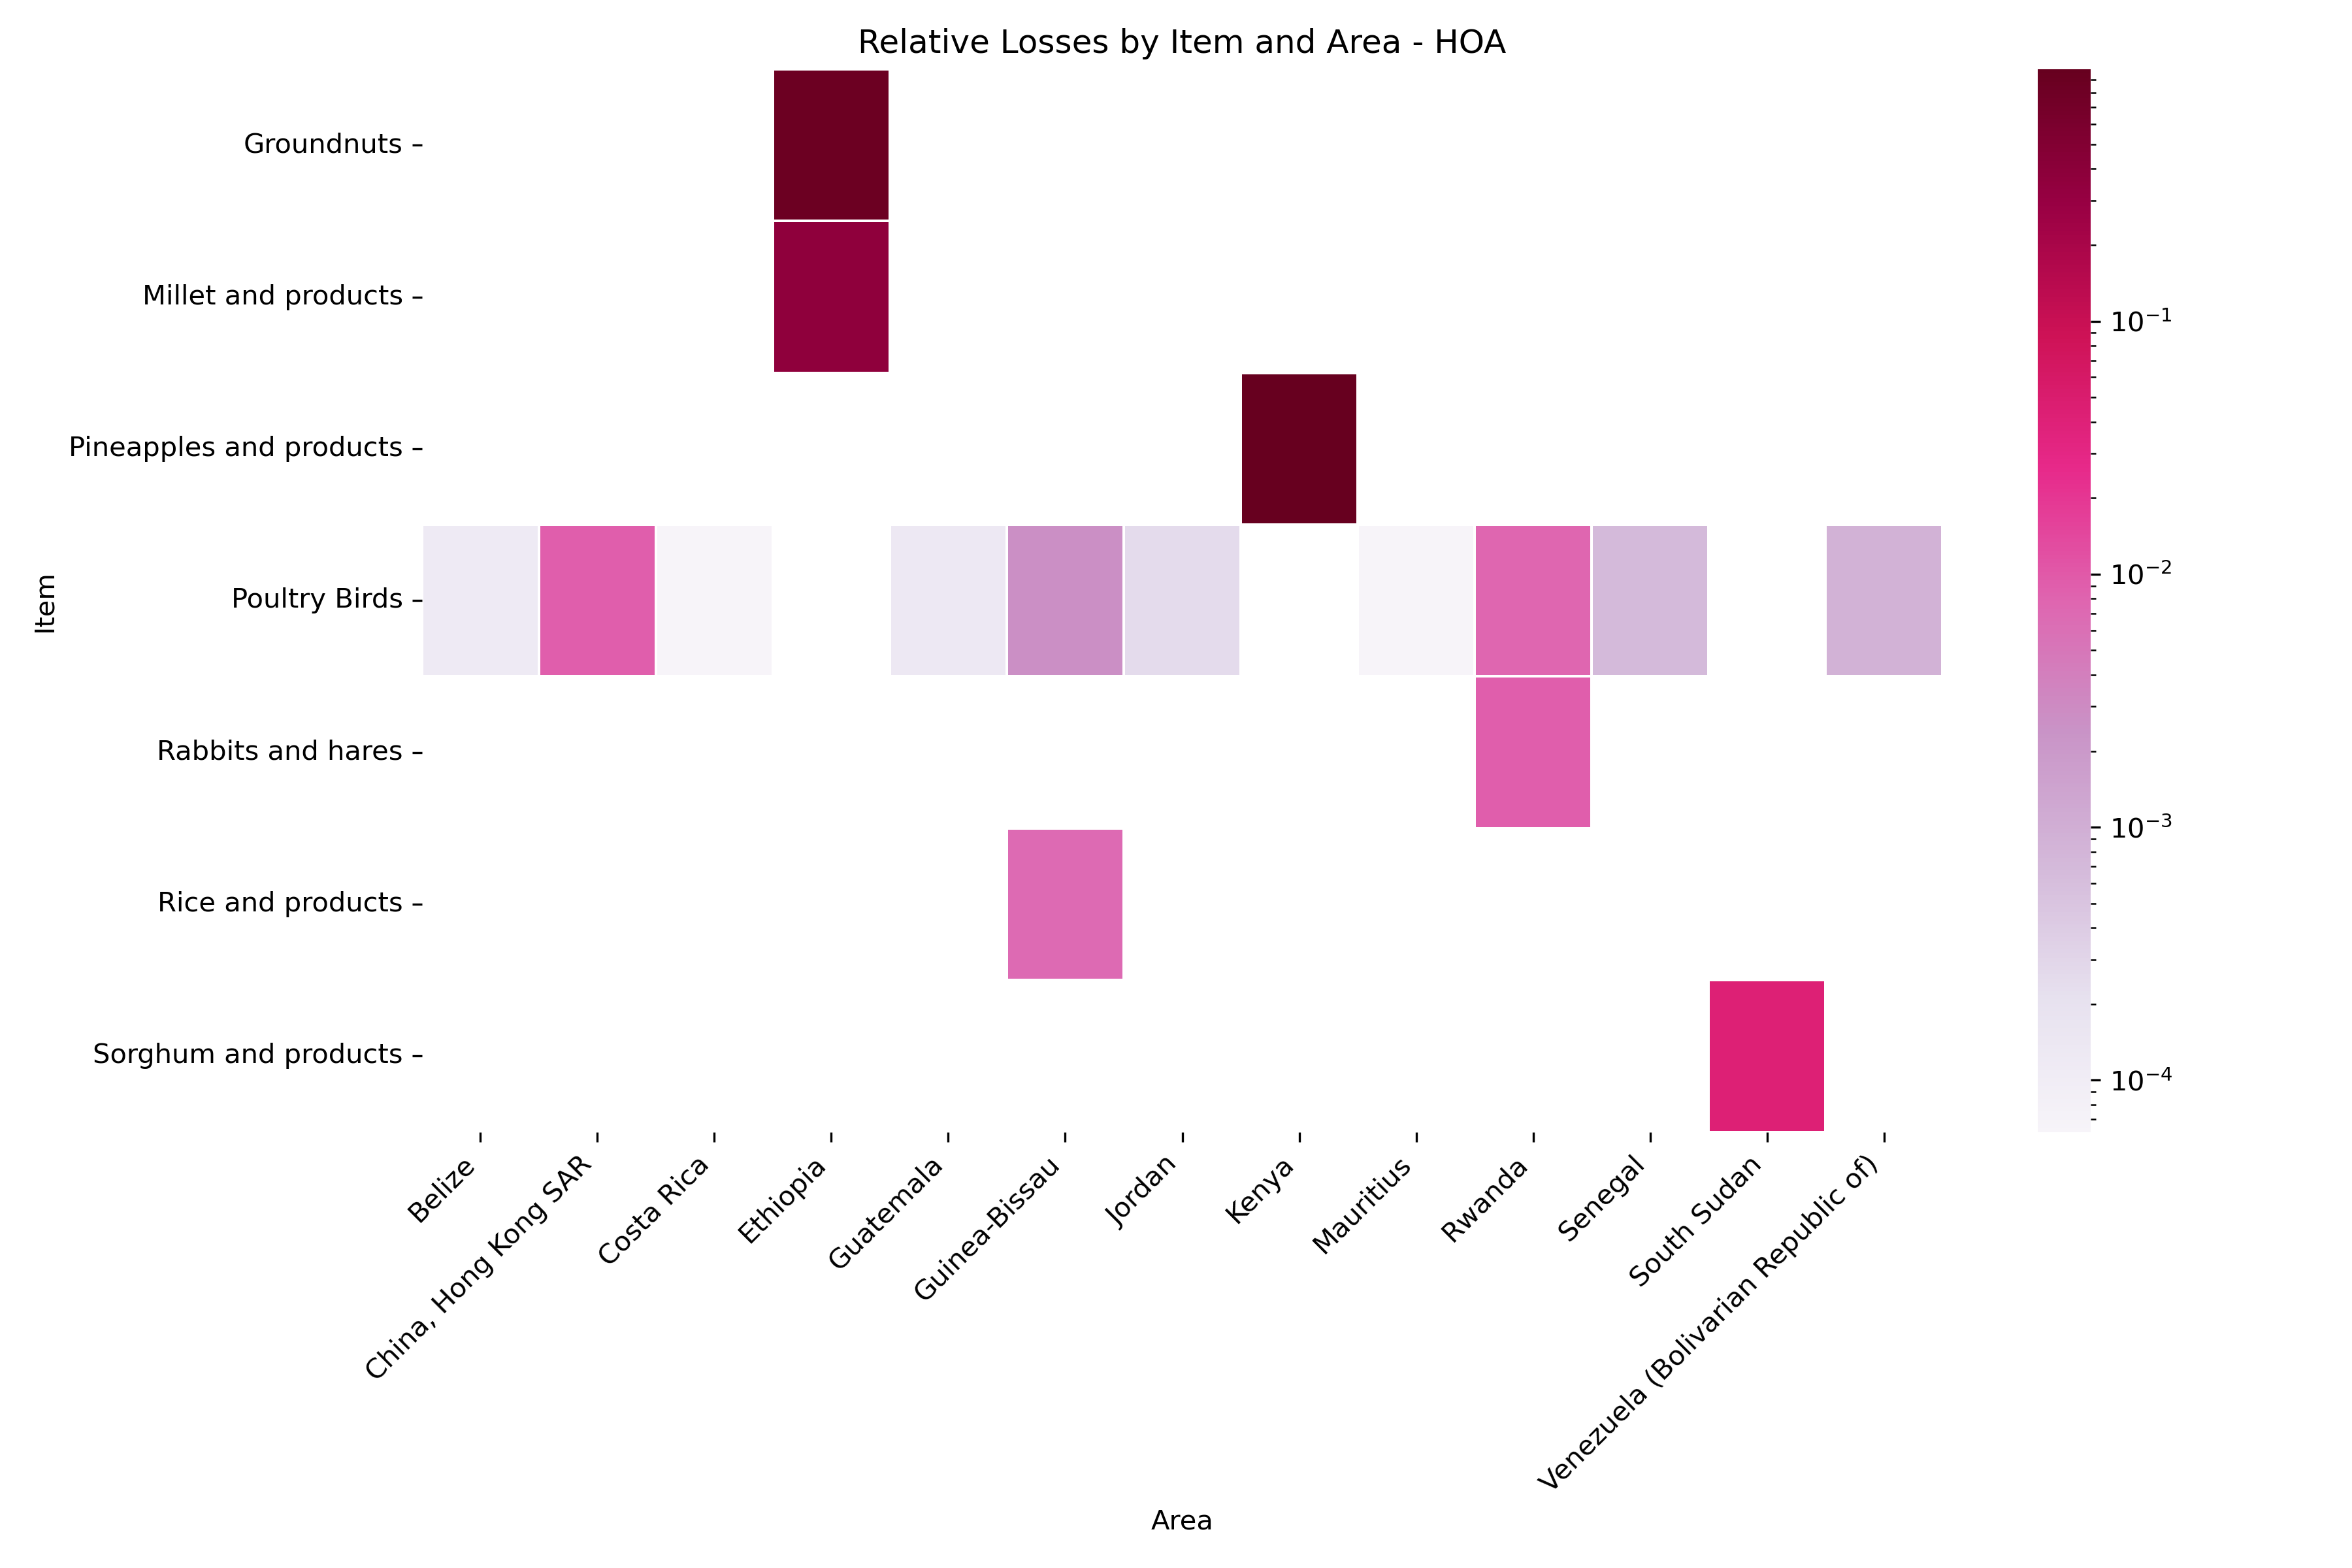 Relative Losses by Item and Area - HOA
Item
Groundnuts
Millet and products
Pineapples and products
Poultry Birds
Rabbits and hares
Rice and products
Sorghum and products
Belize
China, Hong Kong SAR
Costa Rica
Ethiopia
Guatemala
Guinea-Bissau
Jordan
Kenya
Mauritius
Rwanda
Senegal
South Sudan
Venezuela (Bolivarian Republic of)
Area
10⁻¹
10⁻²
10⁻³
10⁻⁴